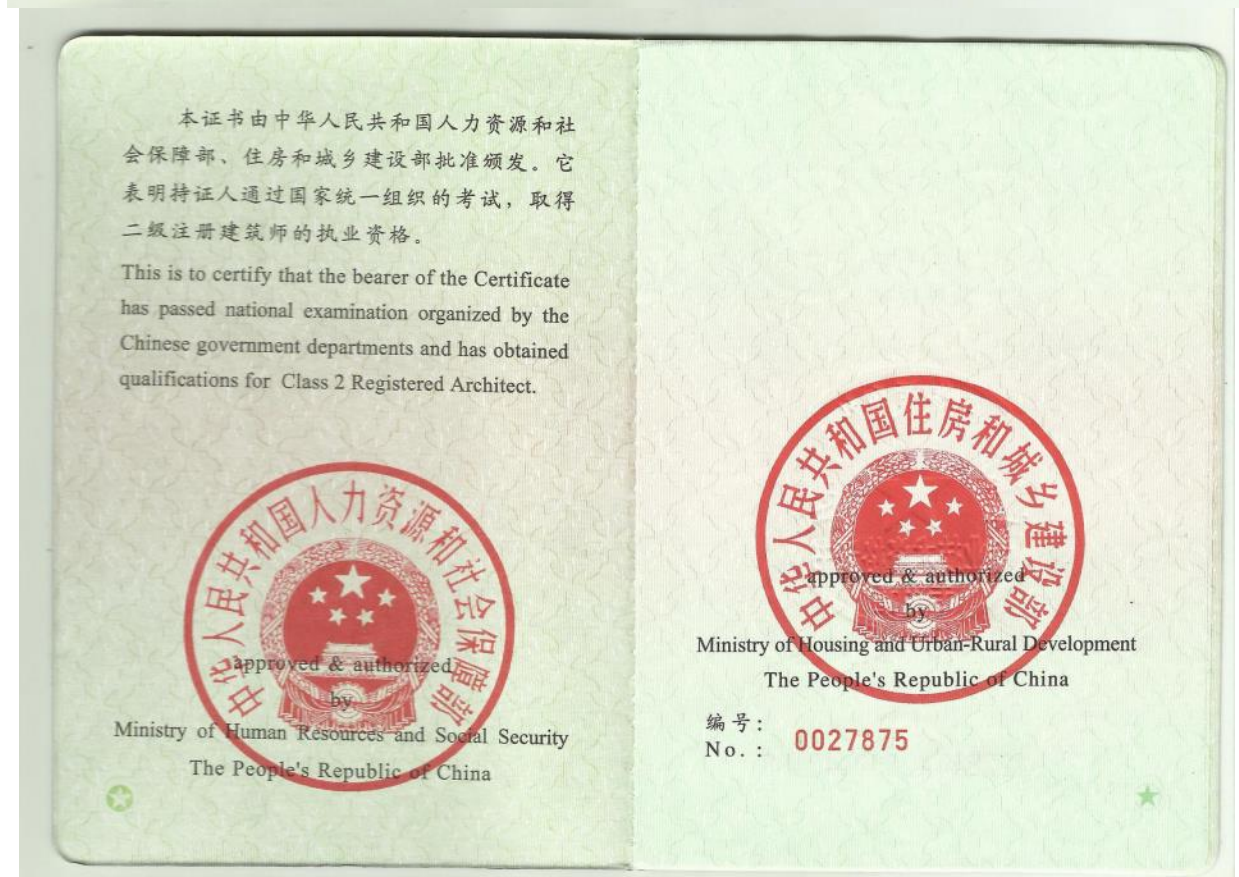 本证书由中华人民共和国人力资源和社
会保障部、住房和城乡建设部批准颁发。它
表明持证人通过国家统一组织的考试，取得
二级注册建筑师的执业资格。
This is to certify that the bearer of the Certificate
has passed national examination organized by the
Chinese government departments and has obtained
qualifications for Class 2 Registered Architect.
中华人民共和国人力资源和社会保障部
approved & authorized
by
Ministry of Human Resources and Social Security
The People's Republic of China
中华人民共和国住房和城乡建设部
approved & authorized
by
Ministry of Housing and Urban-Rural Development
The People's Republic of China
编号:
No.: 0027875